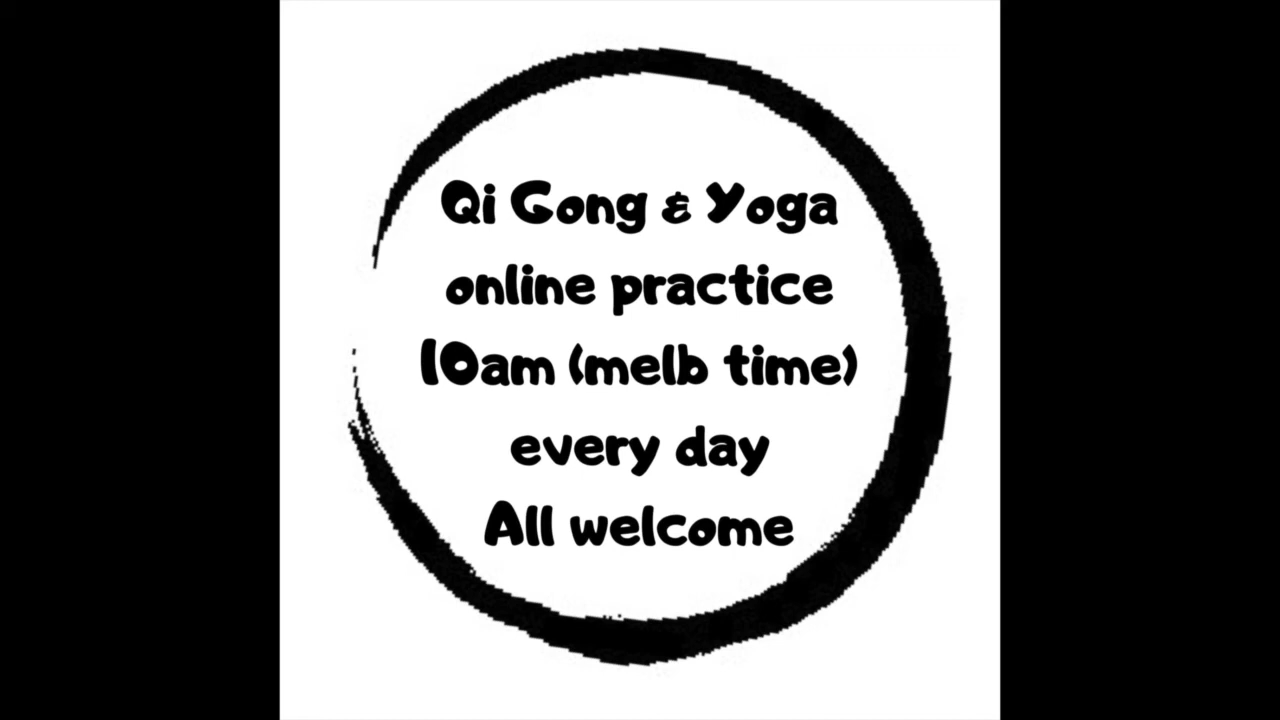 Qi Gong & Yoga
online practice
10am (melb time)
every day
All welcome